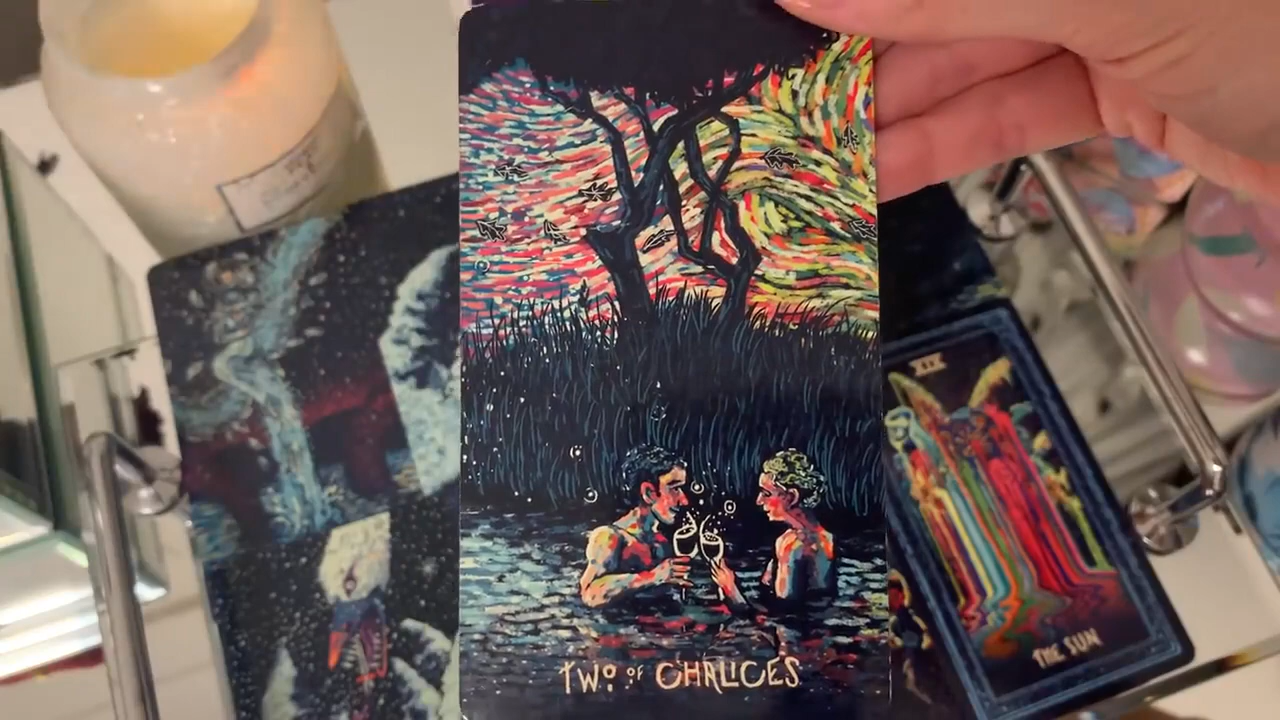 TWO OF CHALICES
XIX
THE SUN